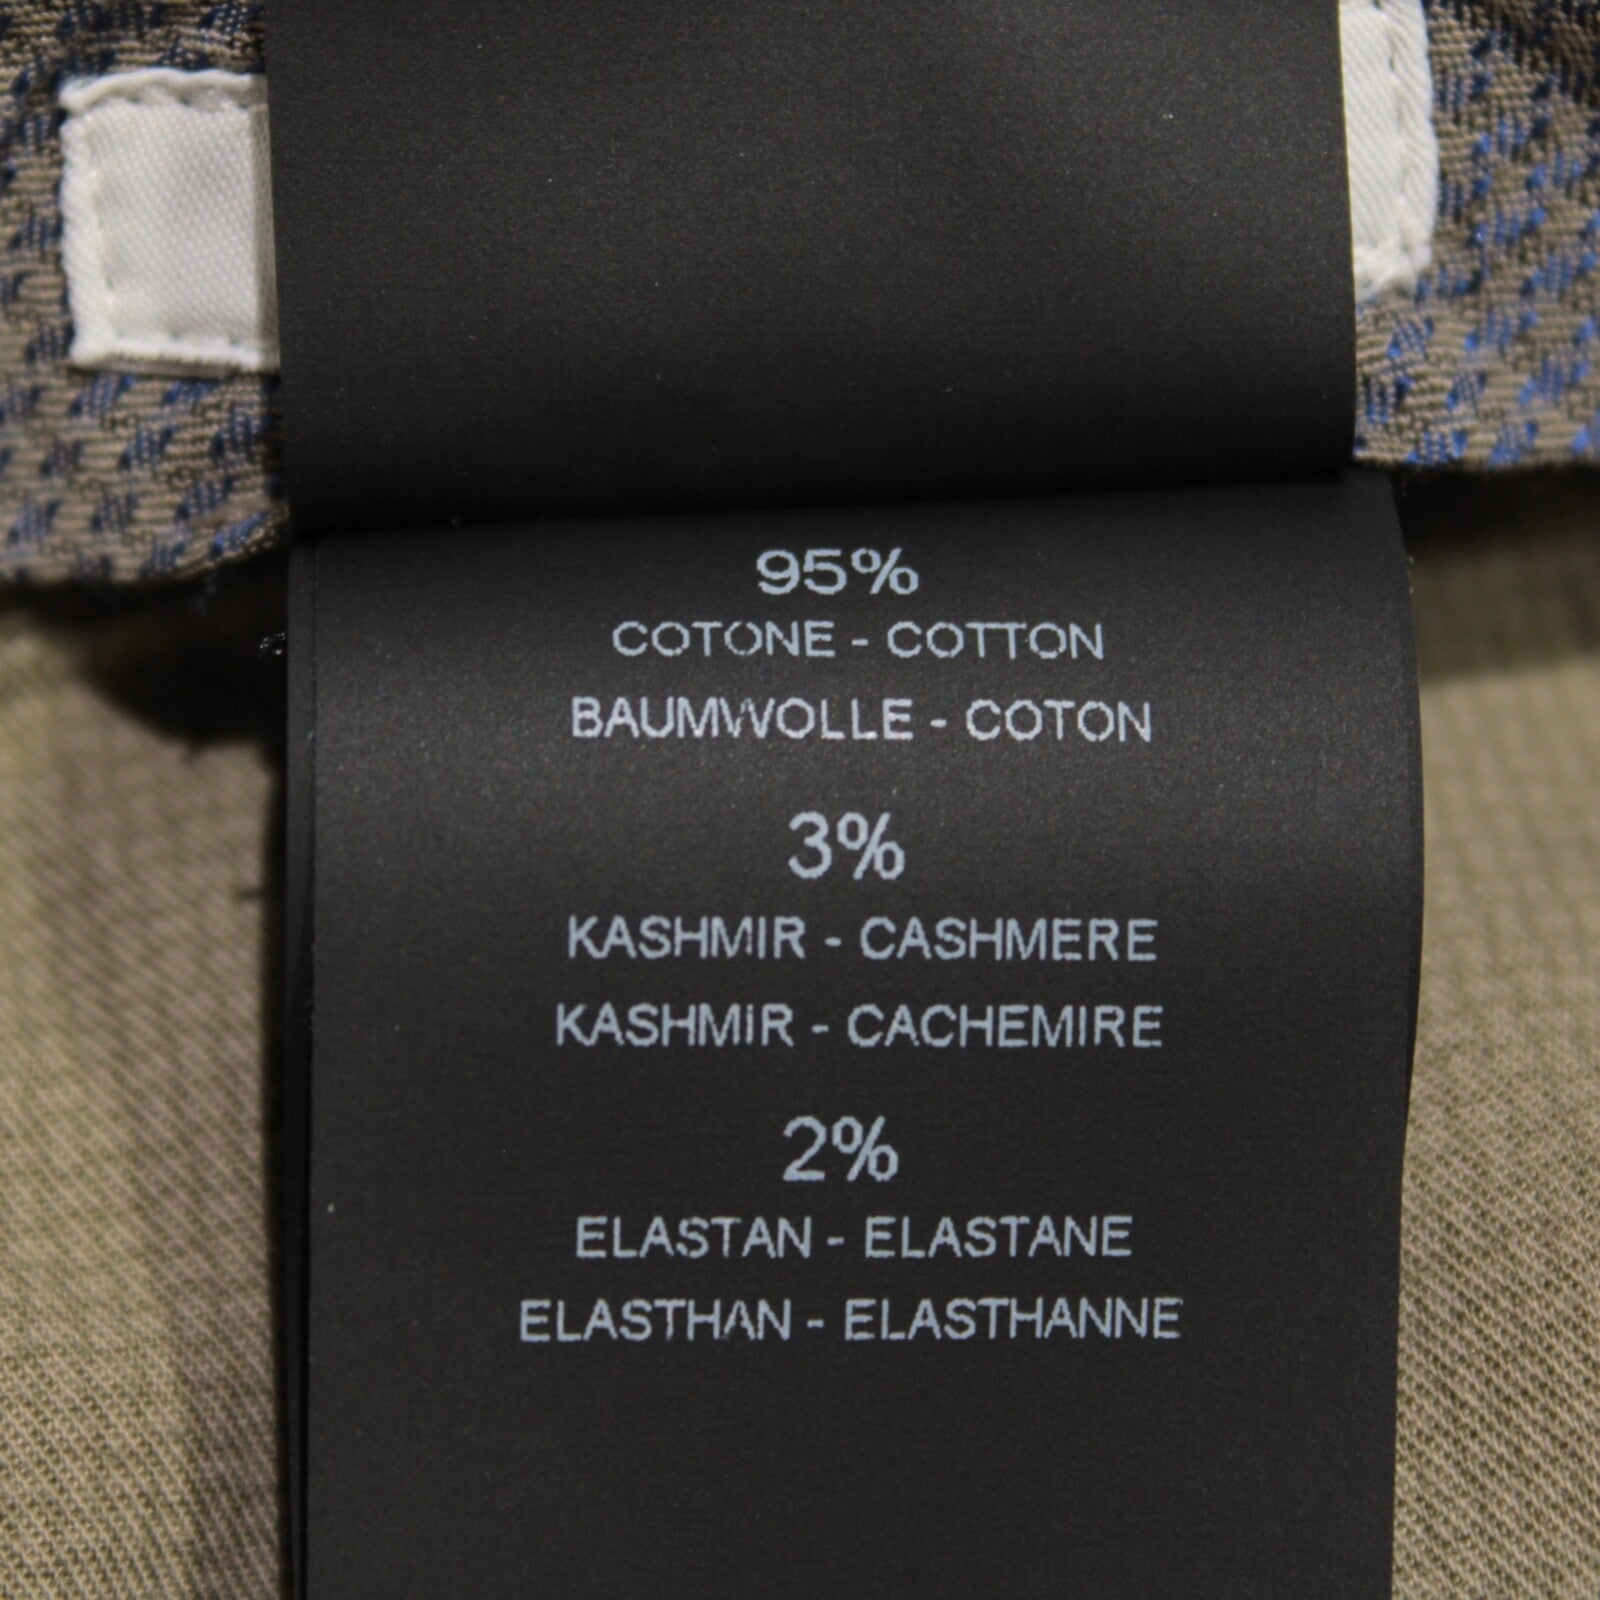 95%
COTONE - COTTON
BAUMWOLLE - COTON
3%
KASHMIR - CASHMERE
KASHMIR - CACHEMIRE
2%
ELASTAN - ELASTANE
ELASTHAN - ELASTHANNE